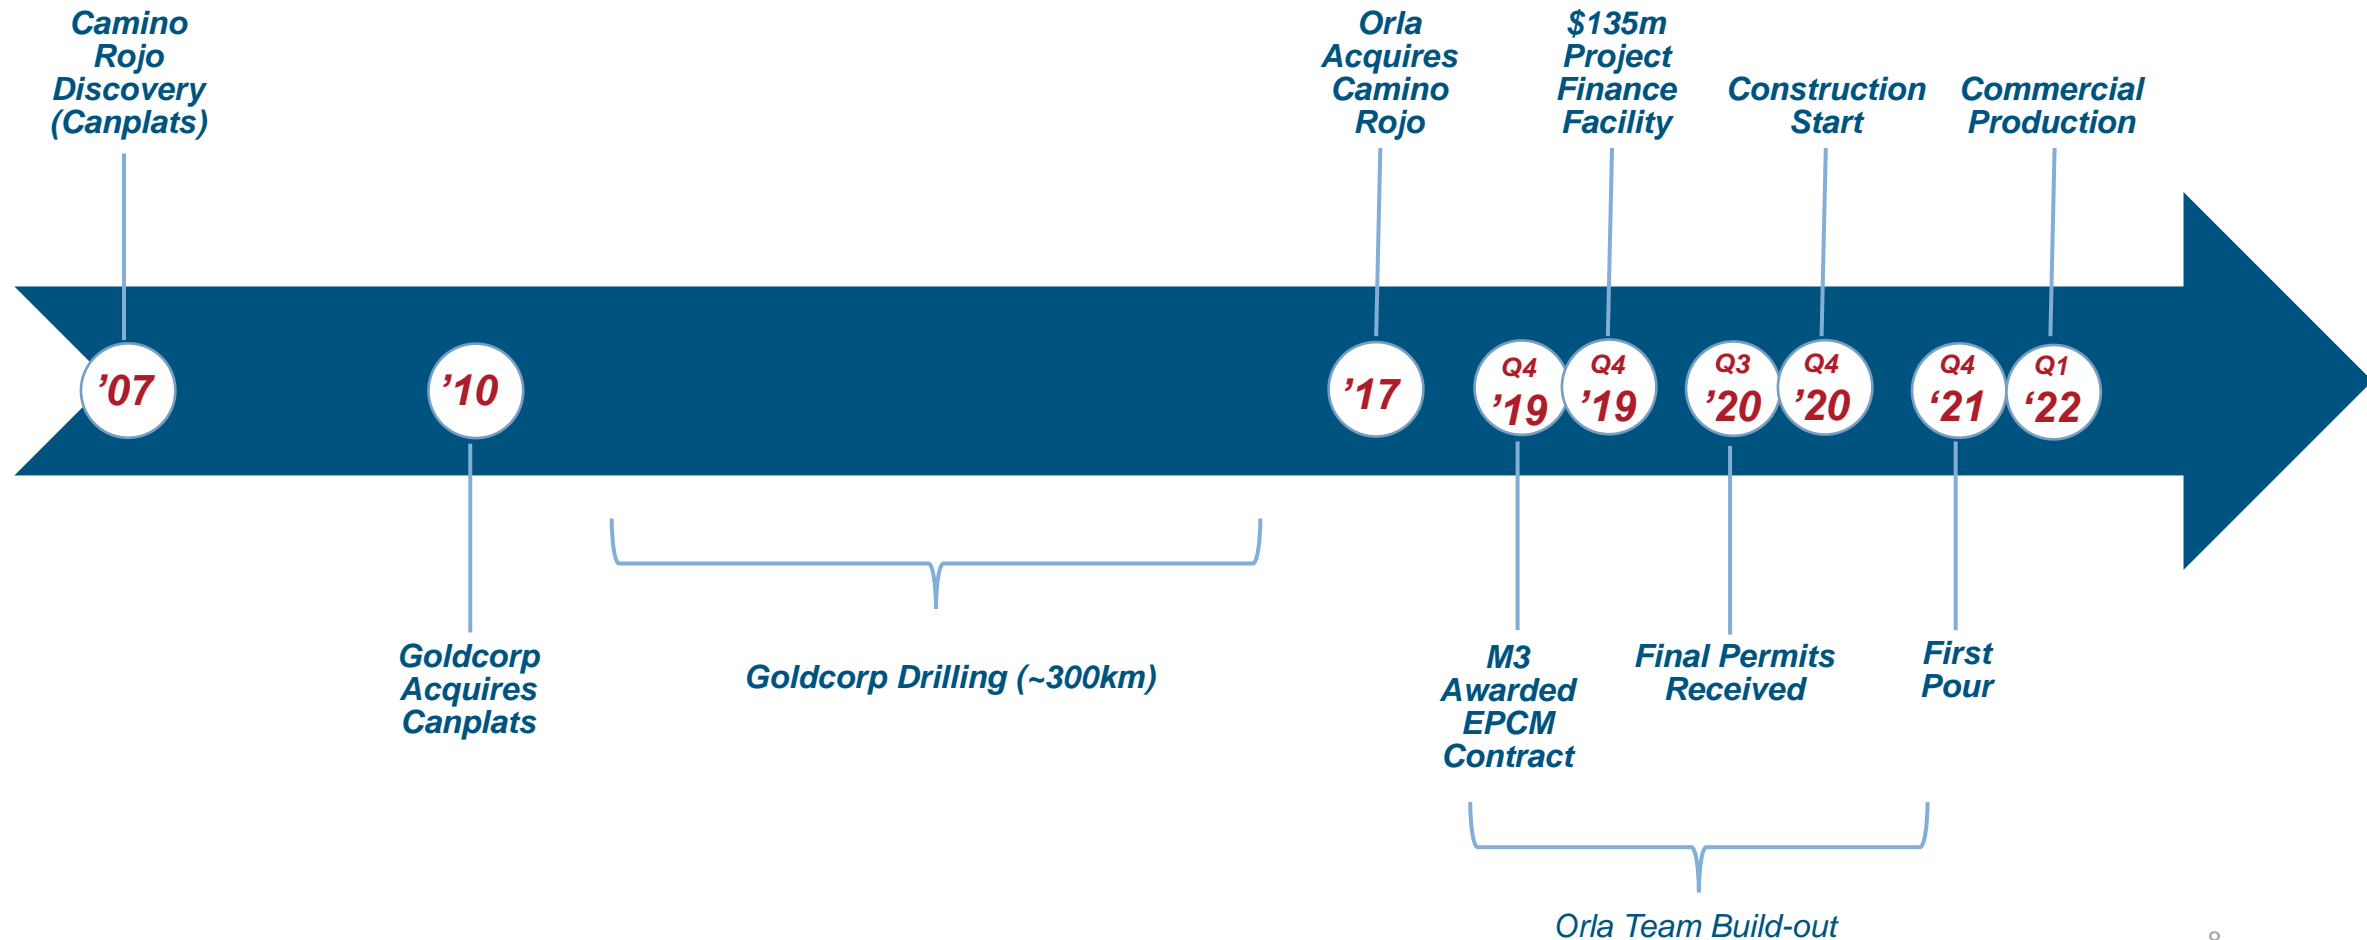 Camino
Rojo
Discovery
(Canplats)
Orla
Acquires
Camino
Rojo
$135m
Project
Finance
Facility
Construction
Start
Commercial
Production
’07
’10
’17
Q4
’19
Q4
’19
Q3
’20
Q4
’20
Q4
‘21
Q1
‘22
Goldcorp
Acquires
Canplats
Goldcorp Drilling (~300km)
M3
Awarded
EPCM
Contract
Final Permits
Received
First
Pour
Orla Team Build-out